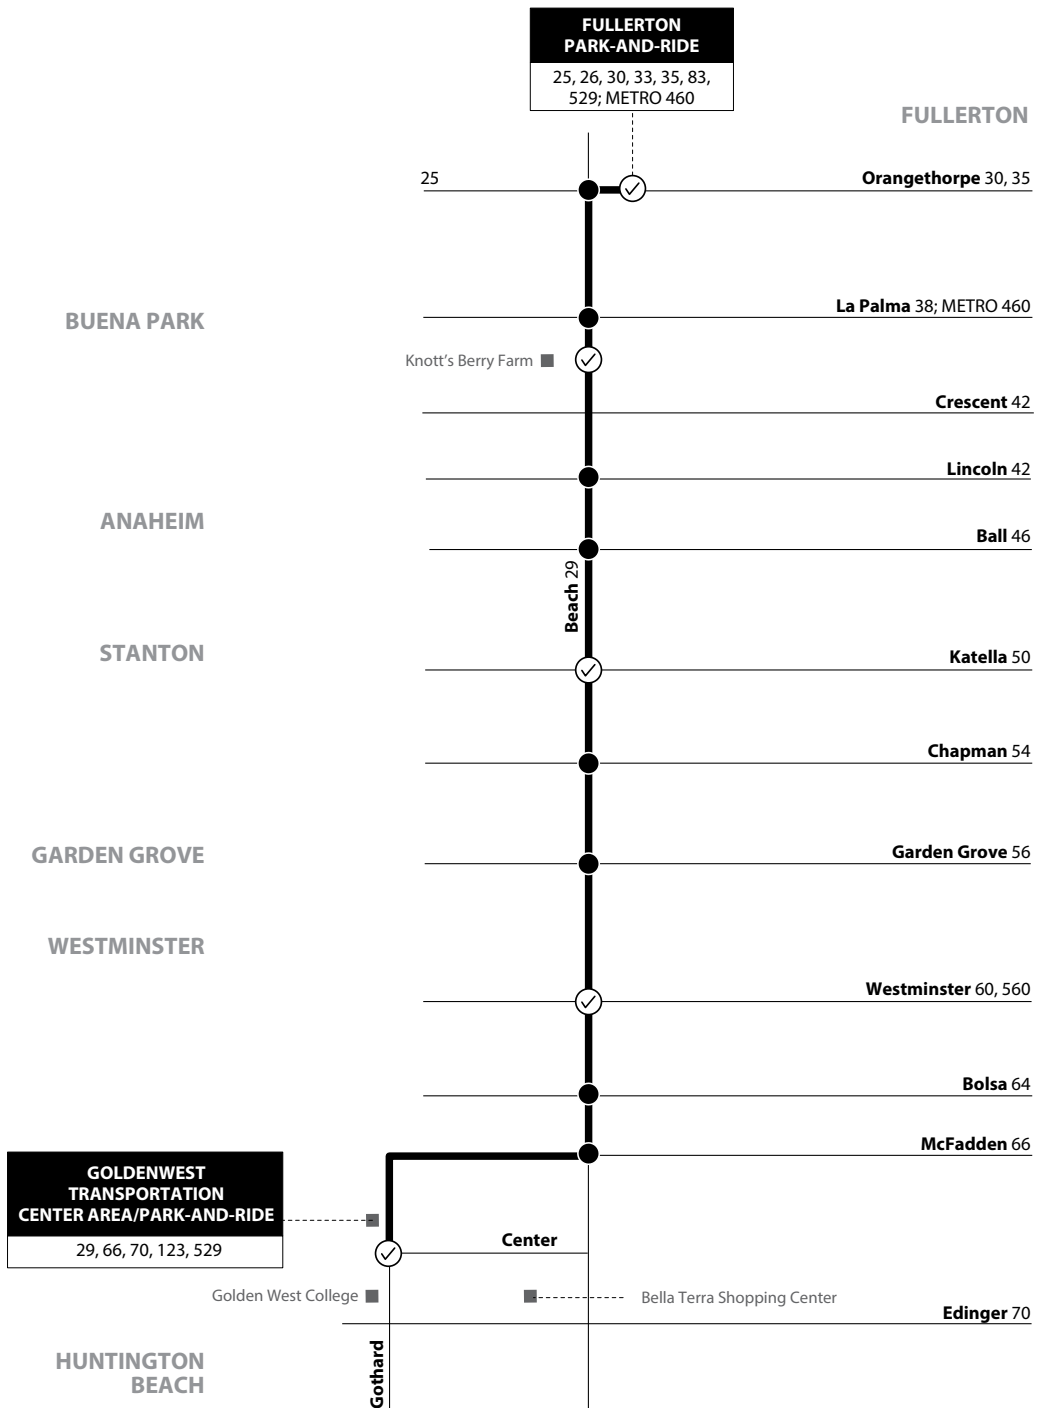 FULLERTON
PARK-AND-RIDE
25, 26, 30, 33, 35, 83,
529; METRO 460
FULLERTON
25
Orangethorpe 30, 35
La Palma 38; METRO 460
BUENA PARK
Knott's Berry Farm
Crescent 42
Lincoln 42
ANAHEIM
Ball 46
Beach 29
STANTON
Katella 50
Chapman 54
GARDEN GROVE
Garden Grove 56
WESTMINSTER
Westminster 60, 560
Bolsa 64
McFadden 66
GOLDENWEST
TRANSPORTATION
CENTER AREA/PARK-AND-RIDE
29, 66, 70, 123, 529
Center
Golden West College
Bella Terra Shopping Center
Edinger 70
Gothard
HUNTINGTON
BEACH